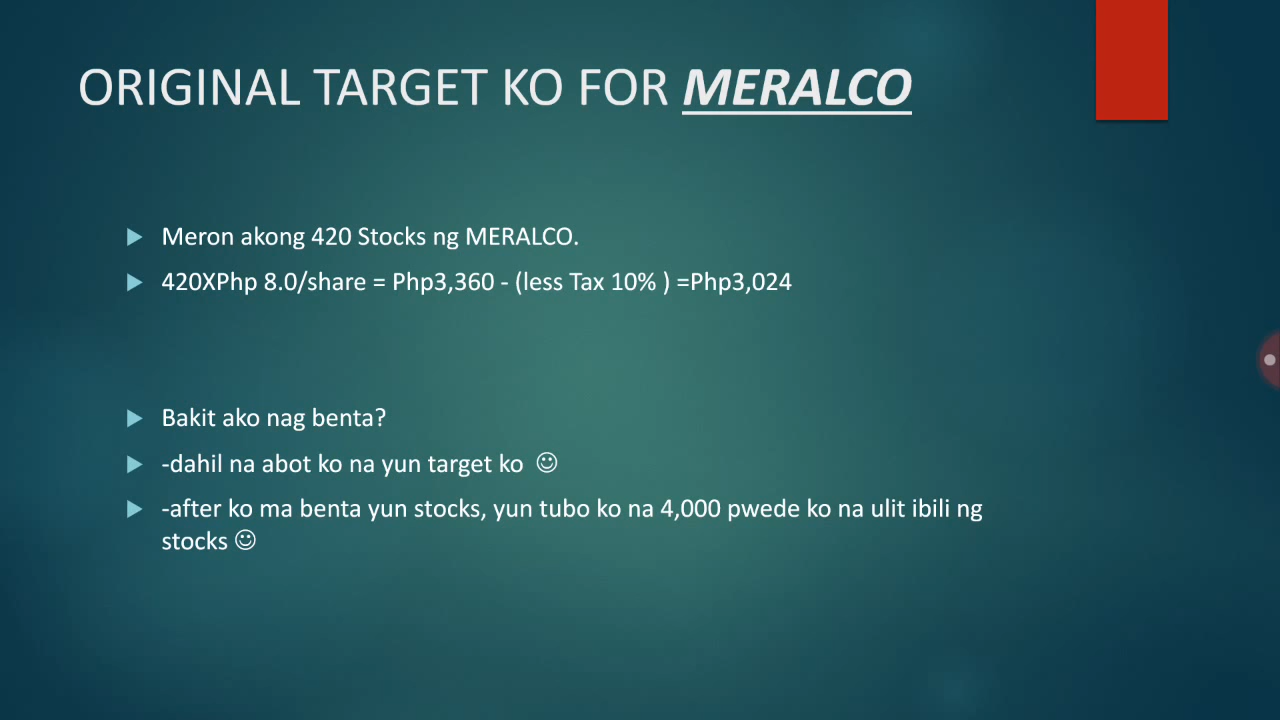 ORIGINAL TARGET KO FOR MERALCO
Meron akong 420 Stocks ng MERALCO.
420XPhp 8.0/share = Php3,360 - (less Tax 10% ) =Php3,024
Bakit ako nag benta?
-dahil na abot ko na yun target ko ☺
-after ko ma benta yun stocks, yun tubo ko na 4,000 pwede ko na ulit ibili ng
stocks ☺